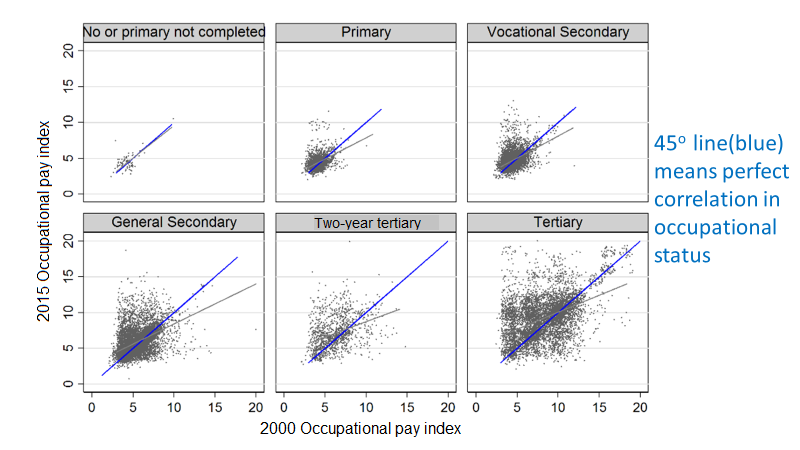 No or primary not completed
Primary
Vocational Secondary
20
15
10
5
0
General Secondary
Two-year tertiary
Tertiary
20
15
10
5
0
0 5 10 15 20
0 5 10 15 20
0 5 10 15 20
2015 Occupational pay index
2000 Occupational pay index
45o line(blue)
means perfect
correlation in
occupational
status